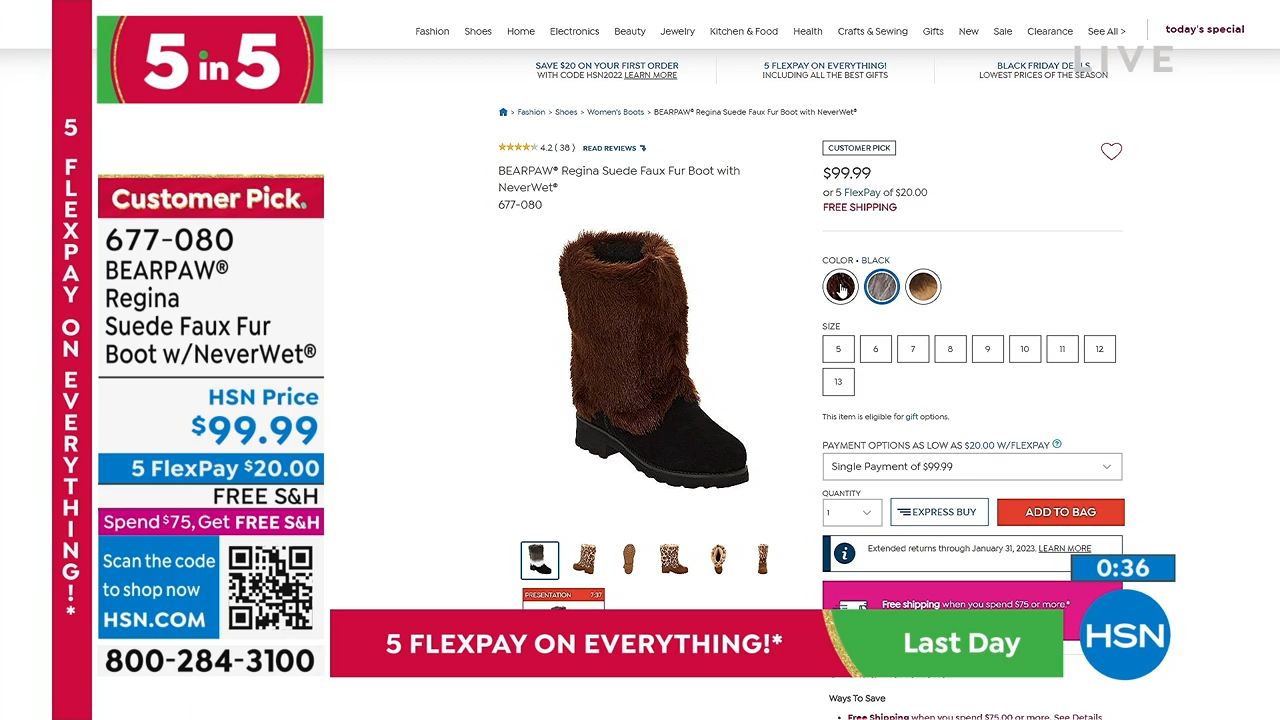 5 in 5
5 FLEXPAY ON EVERYTHING!*
Customer Pick.
677-080
BEARPAW®
Regina
Suede Faux Fur
Boot w/NeverWet®
HSN Price
$99.99
5 FlexPay $20.00
FREE S&H
Spend $75, Get FREE S&H
Scan the code
to shop now
HSN.COM
800-284-3100
Fashion Shoes Home Electronics Beauty Jewelry Kitchen & Food Health Crafts & Sewing Gifts New Sale Clearance See All > today's special
LIVE
SAVE $20 ON YOUR FIRST ORDER
WITH CODE HSN2022 LEARN MORE
5 FLEXPAY ON EVERYTHING!
INCLUDING ALL THE BEST GIFTS
BLACK FRIDAY DEALS
LOWEST PRICES OF THE SEASON
> Fashion > Shoes > Women's Boots > BEARPAW® Regina Suede Faux Fur Boot with NeverWet®
4.2 ( 38 ) READ REVIEWS
BEARPAW® Regina Suede Faux Fur Boot with
NeverWet®
677-080
CUSTOMER PICK
$99.99
or 5 FlexPay of $20.00
FREE SHIPPING
COLOR • BLACK
SIZE
5 6 7 8 9 10 11 12
13
This item is eligible for gift options.
PAYMENT OPTIONS AS LOW AS $20.00 W/FLEXPAY ?
Single Payment of $99.99
QUANTITY
1
EXPRESS BUY
ADD TO BAG
Extended returns through January 31, 2023. LEARN MORE
0:36
PRESENTATION 7:37
Free shipping when you spend $75 or more.*
5 FLEXPAY ON EVERYTHING!*
Last Day
HSN
Ways To Save
• Free Shipping when you spend $75.00 or more. See Details